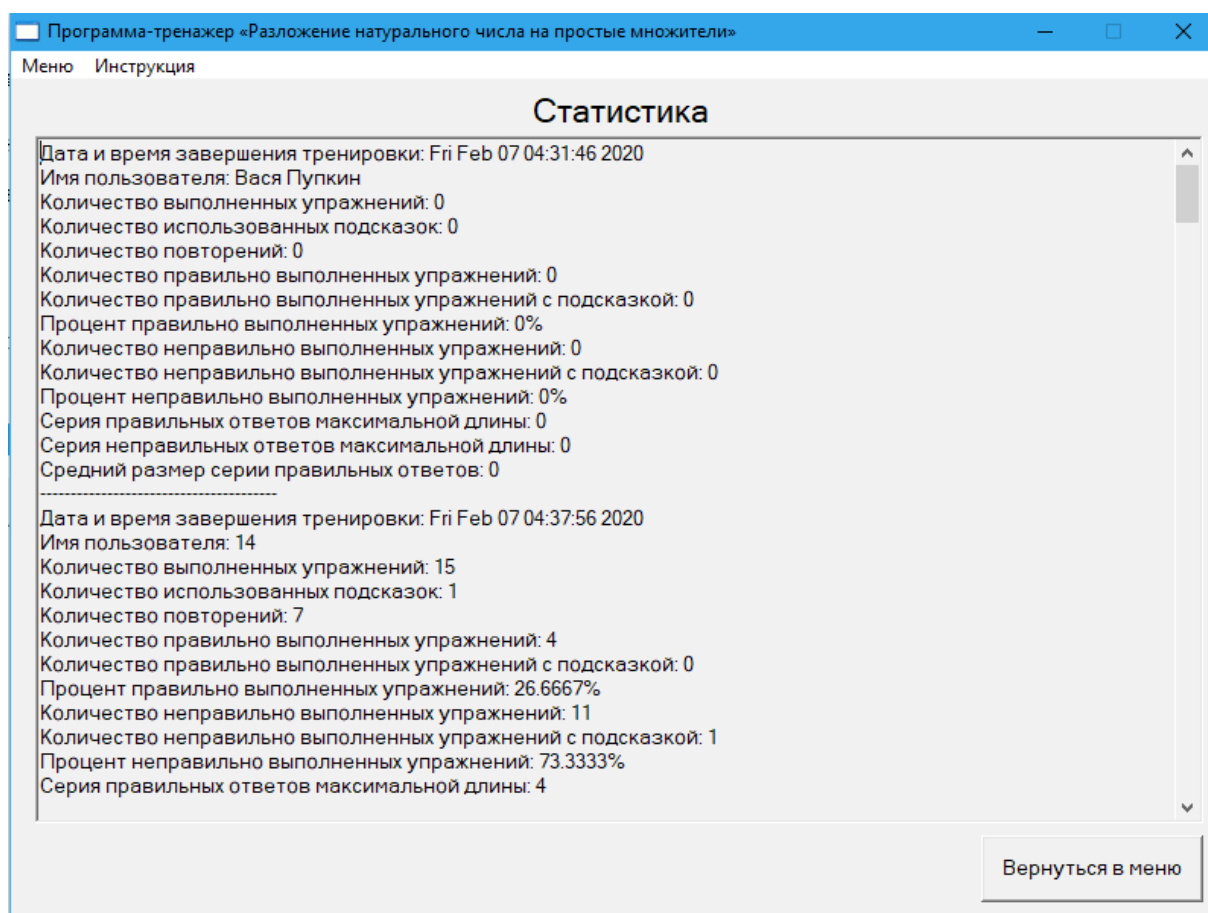 Программа-тренажер «Разложение натурального числа на простые множители»
Меню Инструкция
Статистика
Дата и время завершения тренировки: Fri Feb 07 04:31:46 2020
Имя пользователя: Вася Пупкин
Количество выполненных упражнений: 0
Количество использованных подсказок: 0
Количество повторений: 0
Количество правильно выполненных упражнений: 0
Количество правильно выполненных упражнений с подсказкой: 0
Процент правильно выполненных упражнений: 0%
Количество неправильно выполненных упражнений: 0
Количество неправильно выполненных упражнений с подсказкой: 0
Процент неправильно выполненных упражнений: 0%
Серия правильных ответов максимальной длины: 0
Серия неправильных ответов максимальной длины: 0
Средний размер серии правильных ответов: 0
---------------------------------------
Дата и время завершения тренировки: Fri Feb 07 04:37:56 2020
Имя пользователя: 14
Количество выполненных упражнений: 15
Количество использованных подсказок: 1
Количество повторений: 7
Количество правильно выполненных упражнений: 4
Количество правильно выполненных упражнений с подсказкой: 0
Процент правильно выполненных упражнений: 26.6667%
Количество неправильно выполненных упражнений: 11
Количество неправильно выполненных упражнений с подсказкой: 1
Процент неправильно выполненных упражнений: 73.3333%
Серия правильных ответов максимальной длины: 4
Вернуться в меню